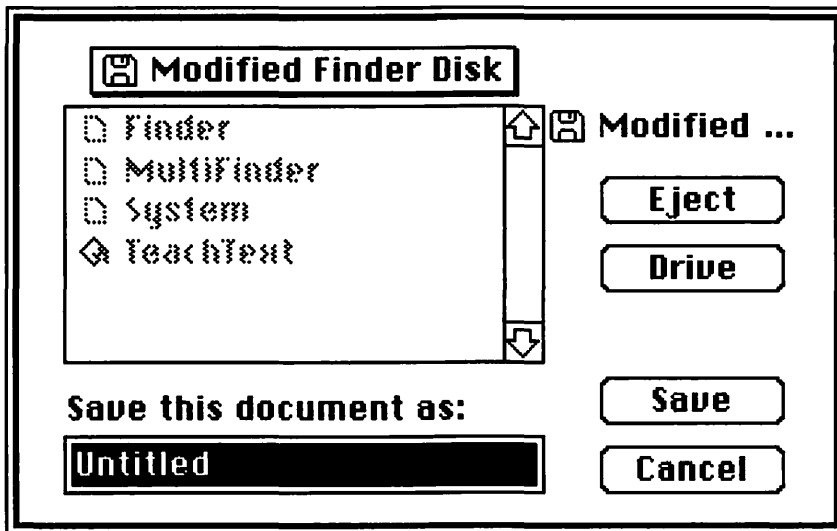 Modified Finder Disk
Finder
MultiFinder
System
TeachText
Modified ...
Eject
Drive
Save this document as:
Untitled
Save
Cancel